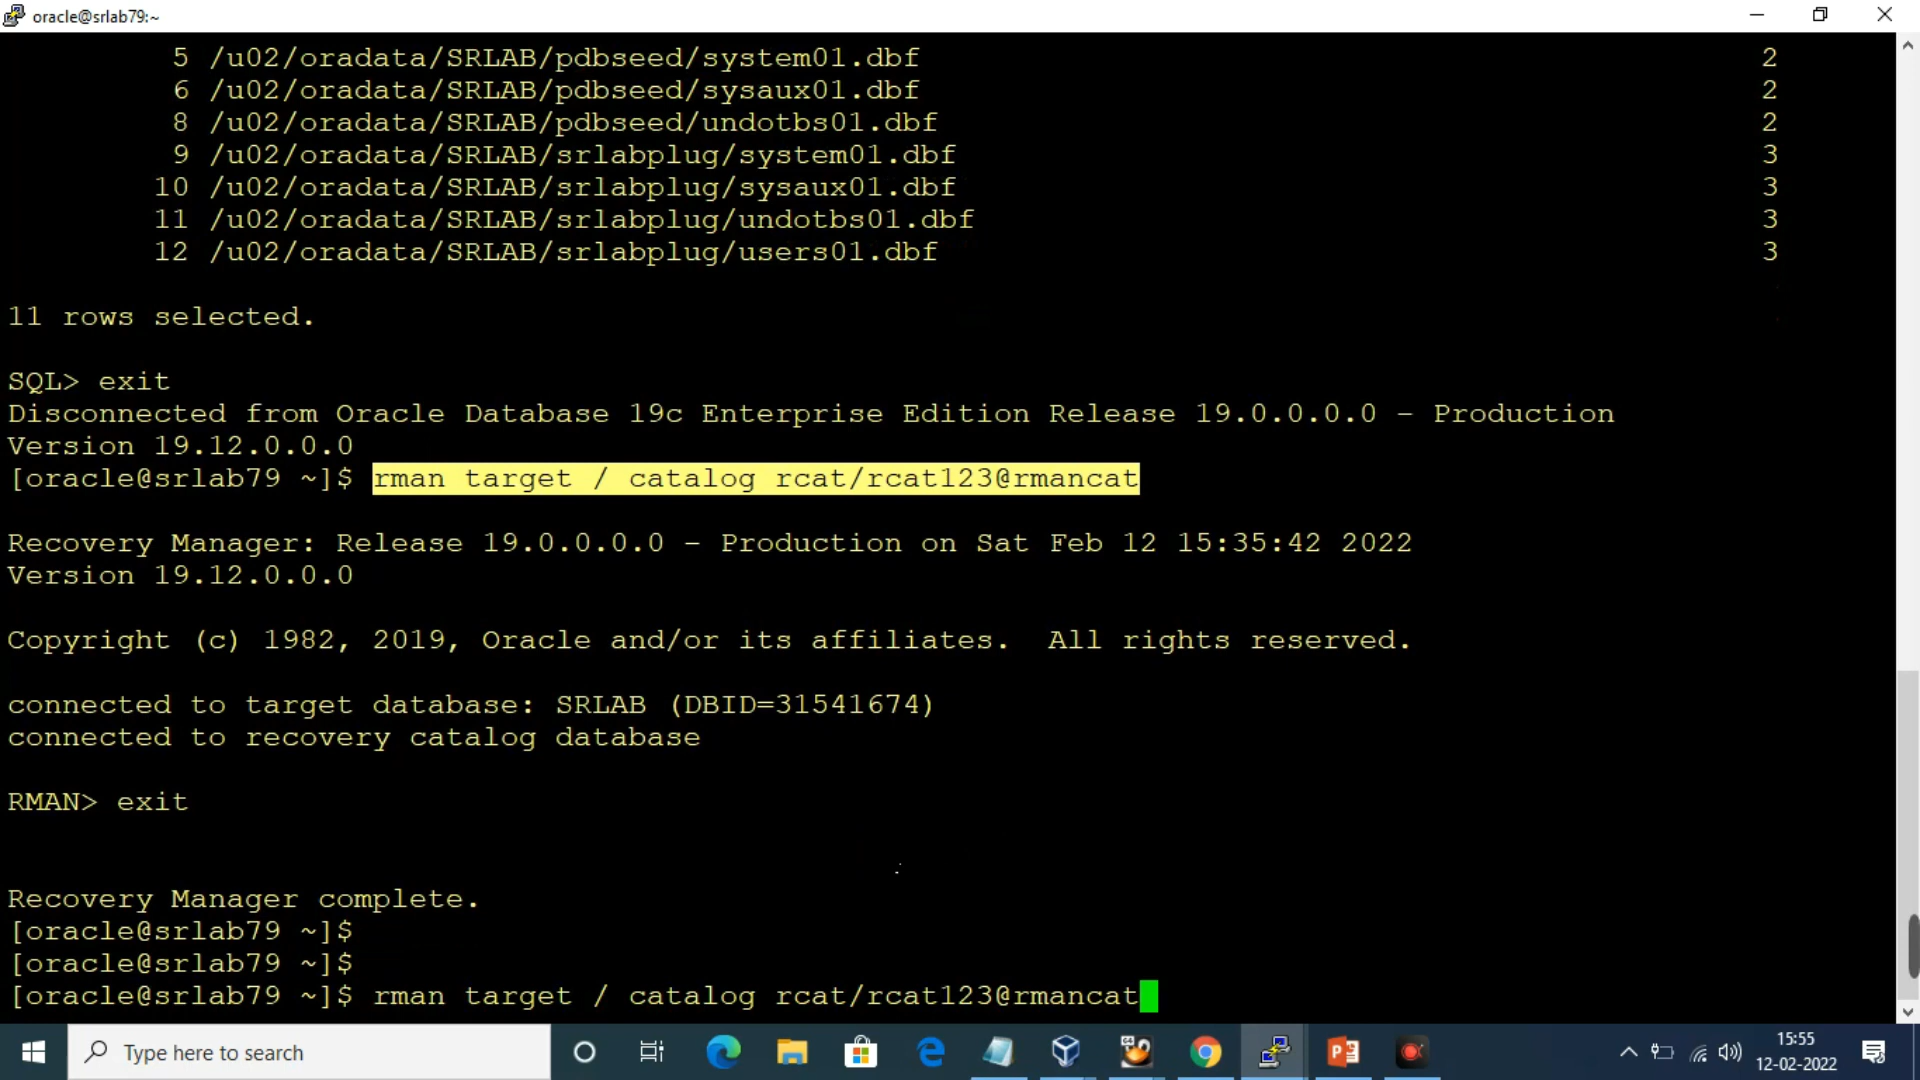 oracle@srlab79:~
5 /u02/oradata/SRLAB/pdbseed/system01.dbf 2
6 /u02/oradata/SRLAB/pdbseed/sysaux01.dbf 2
8 /u02/oradata/SRLAB/pdbseed/undotbs01.dbf 2
9 /u02/oradata/SRLAB/srlabplug/system01.dbf 3
10 /u02/oradata/SRLAB/srlabplug/sysaux01.dbf 3
11 /u02/oradata/SRLAB/srlabplug/undotbs01.dbf 3
12 /u02/oradata/SRLAB/srlabplug/users01.dbf 3
11 rows selected.
SQL> exit
Disconnected from Oracle Database 19c Enterprise Edition Release 19.0.0.0.0 - Production
Version 19.12.0.0.0
[oracle@srlab79 ~]$ rman target / catalog rcat/rcat123@rmancat
Recovery Manager: Release 19.0.0.0.0 - Production on Sat Feb 12 15:35:42 2022
Version 19.12.0.0.0
Copyright (c) 1982, 2019, Oracle and/or its affiliates.  All rights reserved.
connected to target database: SRLAB (DBID=31541674)
connected to recovery catalog database
RMAN> exit
Recovery Manager complete.
[oracle@srlab79 ~]$
[oracle@srlab79 ~]$
[oracle@srlab79 ~]$ rman target / catalog rcat/rcat123@rmancat
Type here to search
15:55
12-02-2022